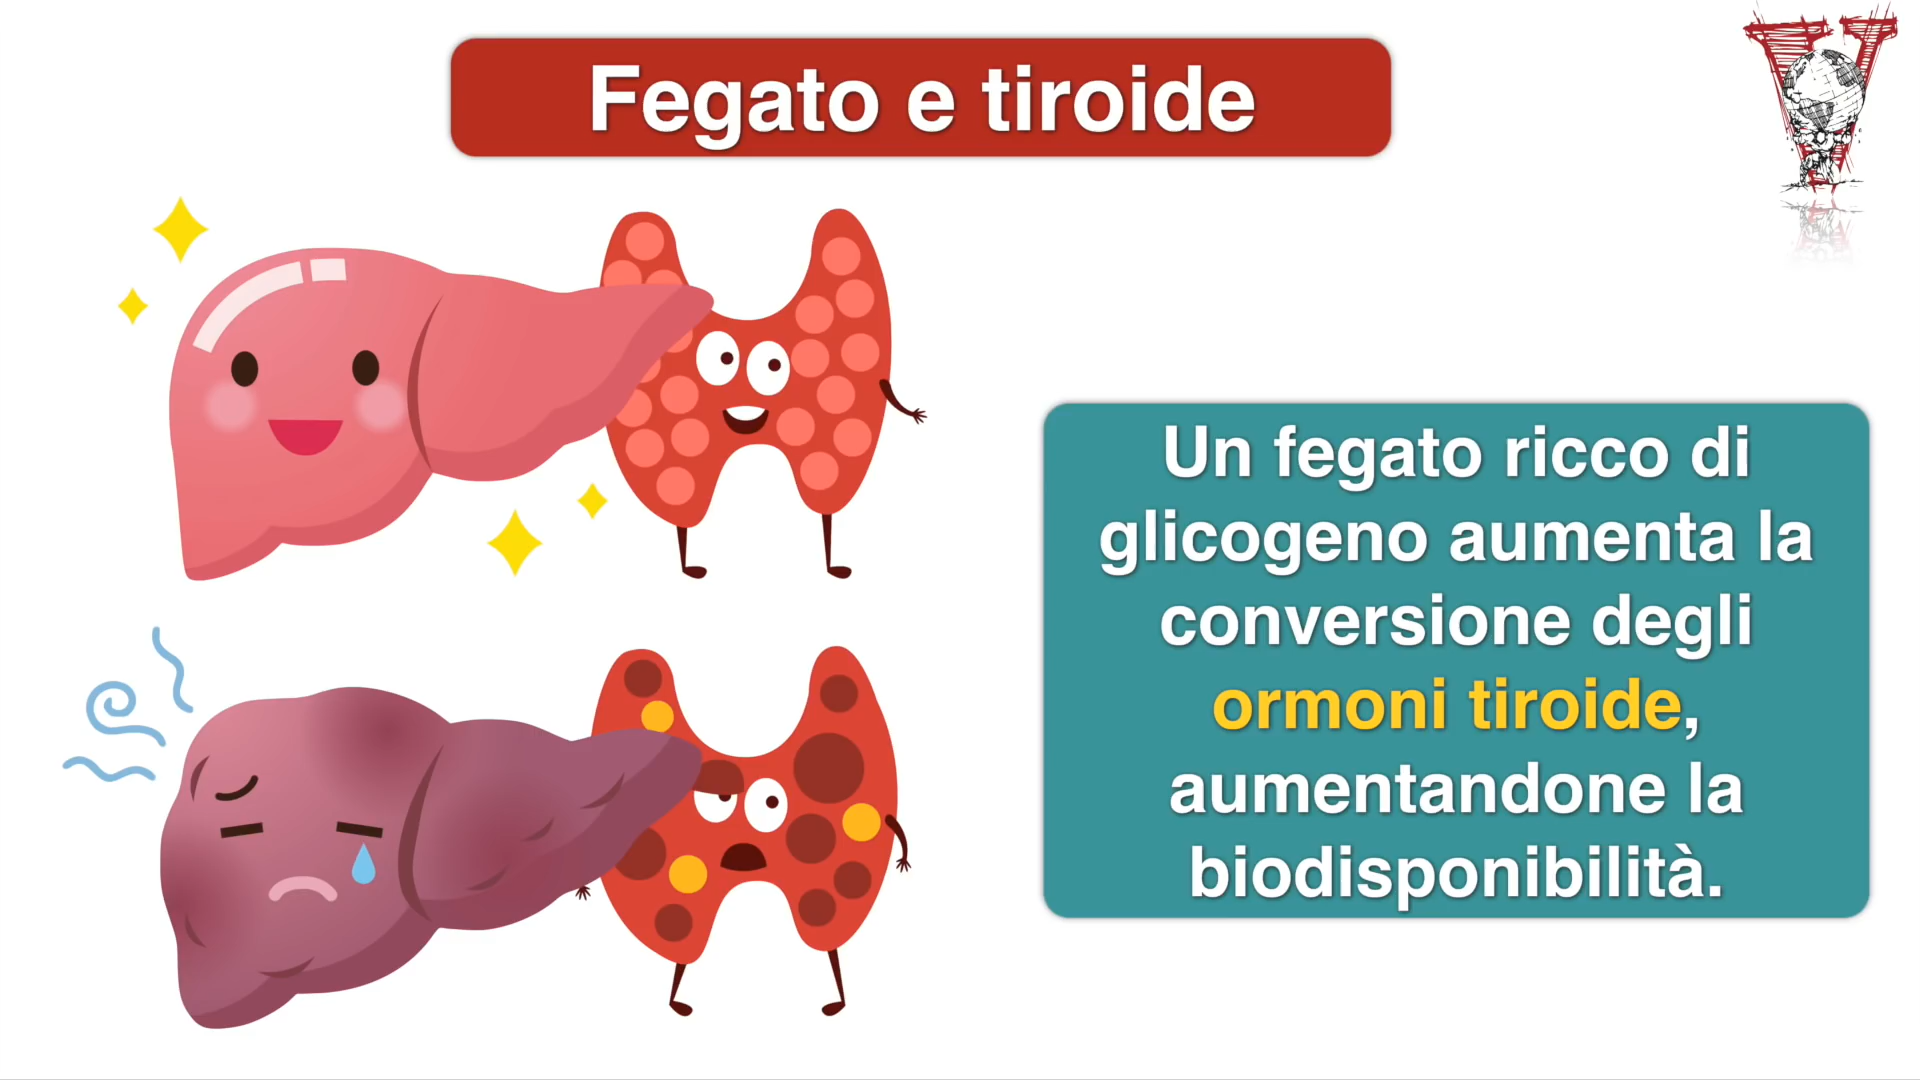 Fegato e tiroide
Un fegato ricco di
glicogeno aumenta la
conversione degli
ormoni tiroide,
aumentandone la
biodisponibilità.